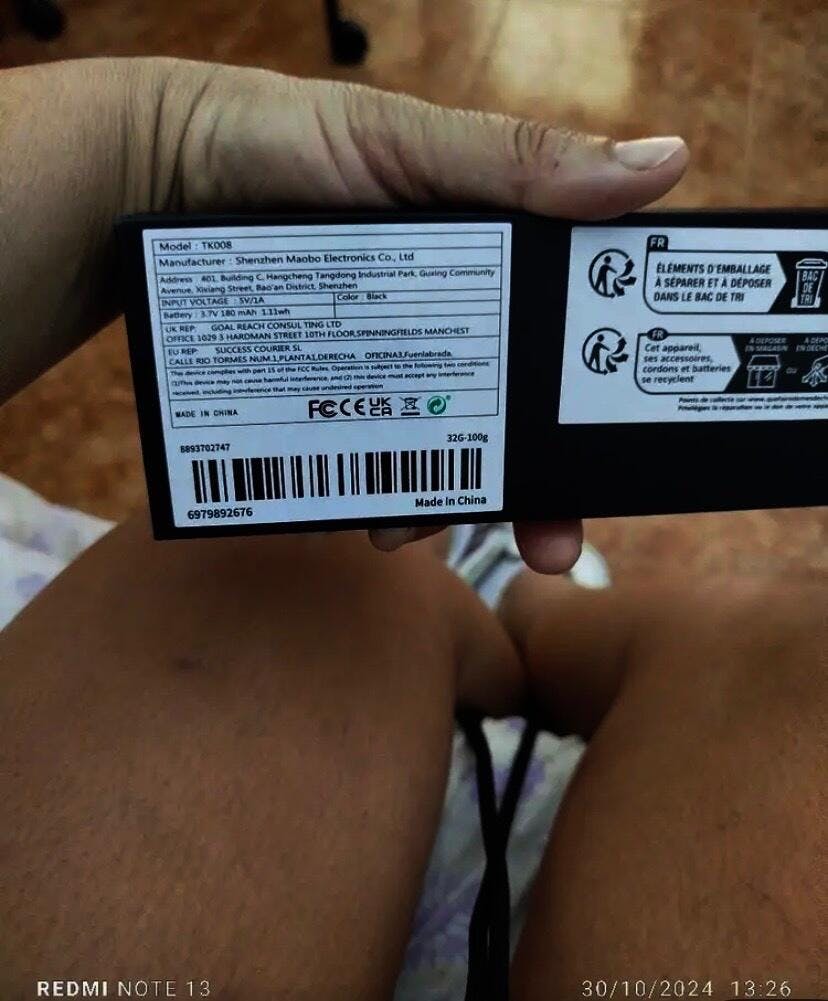 Model : TK008
Manufacturer : Shenzhen Maobo Electronics Co., Ltd
Address : 401, Building C, Hangcheng Tangdong Industrial Park, Guxing Community
Avenue, Xixiang Street, Bao'an District, Shenzhen
INPUT VOLTAGE : 5V/1A
Color : Black
Battery : 3.7V 180 mAh 1.11wh
UK REP: GOAL REACH CONSUL TING LTD
OFFICE 1029 3 HARDMAN STREET 10TH FLOOR,SPINNINGFIELDS MANCHEST
EU REP: SUCCESS COURIER SL
CALLE RIO TORMES NUM.1,PLANTA1,DERECHA OFICINA3,Fuenlabrada,
This device complies with part 15 of the FCC Rules. Operation is subject to the following two conditions:
(1)This device may not cause harmful interference, and (2) this device must accept any interference
received, including interference that may cause undesired operation
MADE IN CHINA
FC CE UK CA
8893702747
32G-100g
6979892676
Made in China
FR
ÉLÉMENTS D'EMBALLAGE
À SÉPARER ET À DÉPOSER
DANS LE BAC DE TRI
BAC
DE
TRI
FR
Cet appareil,
ses accessoires,
cordons et batteries
se recyclent
À DÉPOSER
EN MAGASIN
OU
Points de collecte sur
REDMI NOTE 13
30/10/2024 13:26